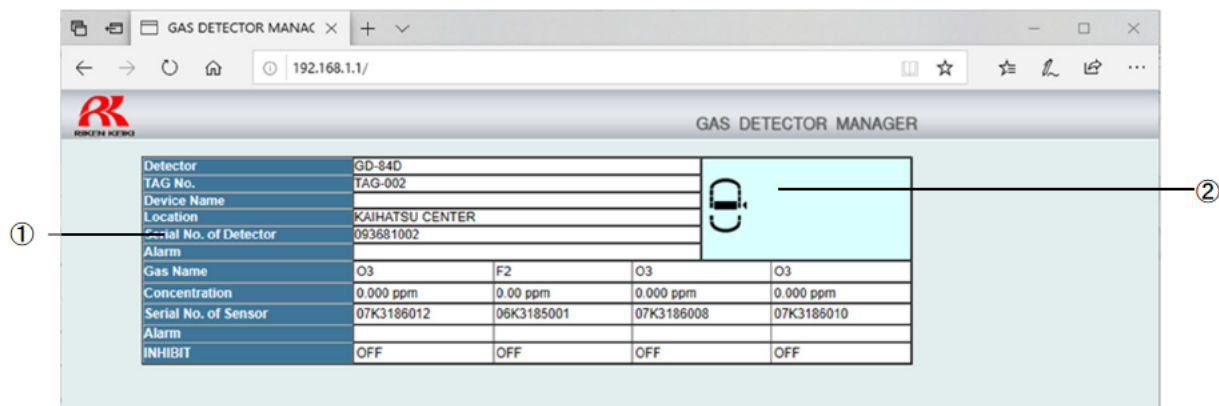 GAS DETECTOR MANAC
192.168.1.1/
RIKEN KEIKI
GAS DETECTOR MANAGER
Detector GD-84D
TAG No. TAG-002
Device Name
②
Location KAIHATSU CENTER
① Serial No. of Detector 093681002
Alarm
Gas Name O3 F2 O3 O3
Concentration 0.000 ppm 0.00 ppm 0.000 ppm 0.000 ppm
Serial No. of Sensor 07K3186012 06K3185001 07K3186008 07K3186010
Alarm
INHIBIT OFF OFF OFF OFF